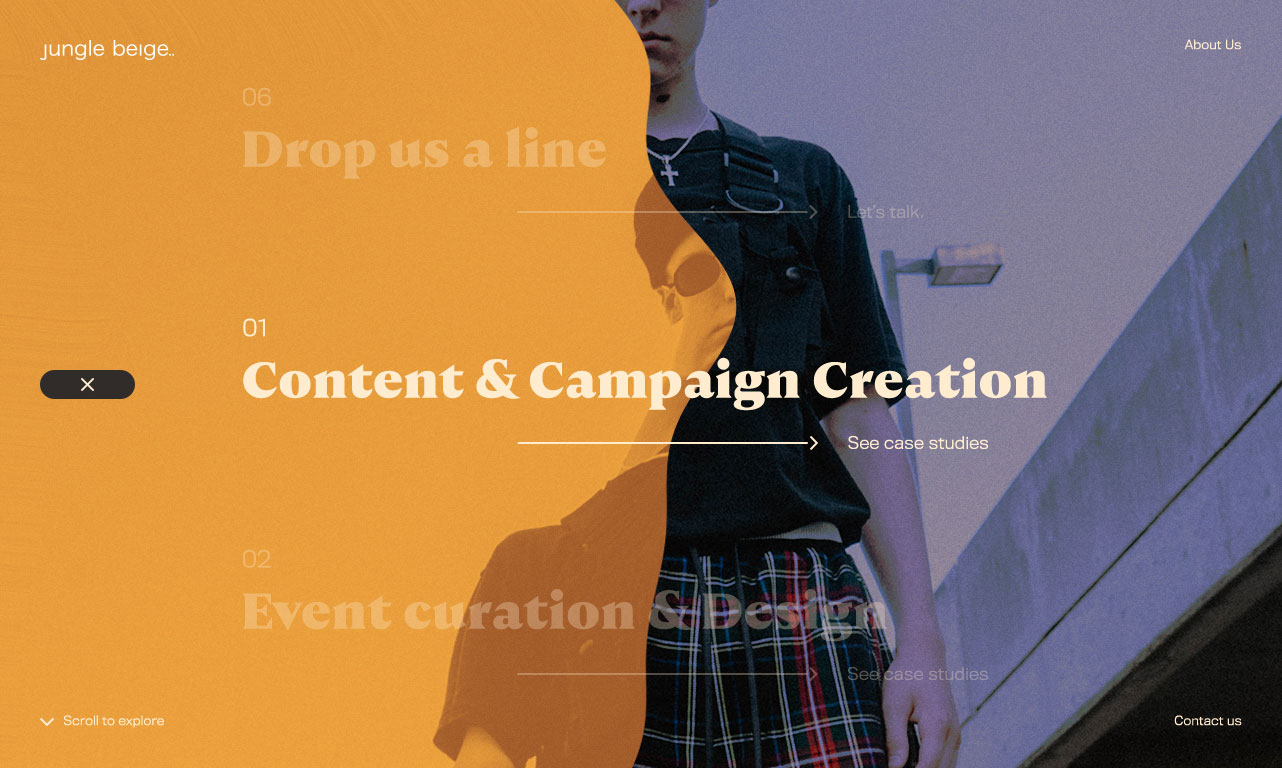 jungle beige..
About Us
06
Drop us a line
Let's talk.
01
Content & Campaign Creation
See case studies
02
Event curation & Design
See case studies
Scroll to explore
Contact us